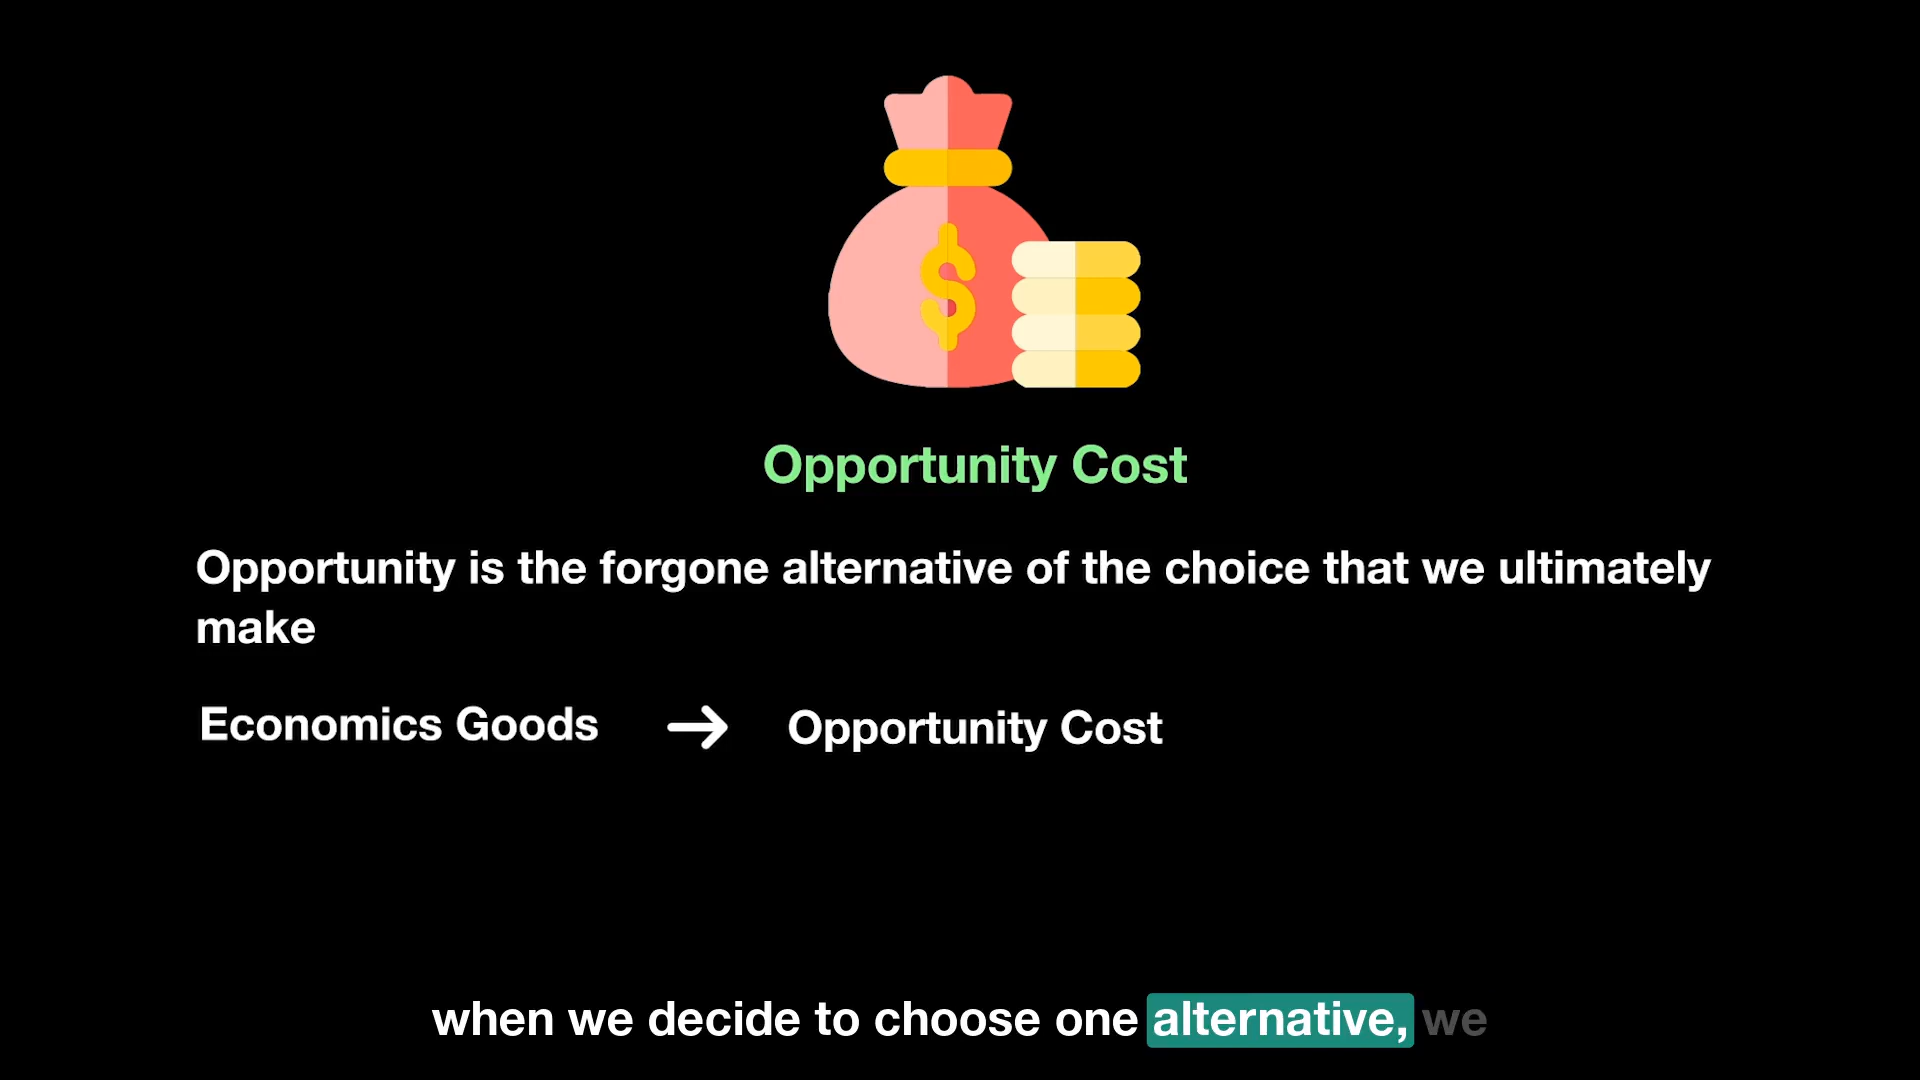 $
Opportunity Cost
Opportunity is the forgone alternative of the choice that we ultimately
make
Economics Goods → Opportunity Cost
when we decide to choose one alternative, we